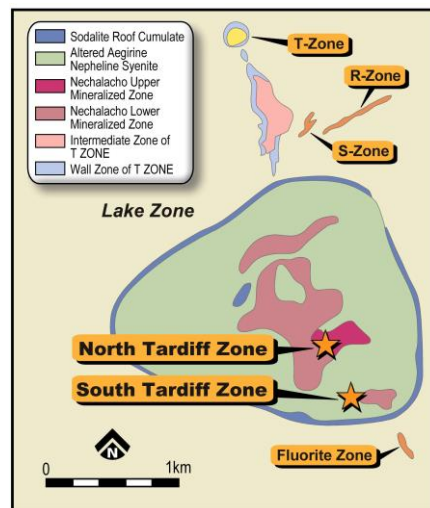 Sodalite Roof Cumulate
Altered Aegirine
Nepheline Syenite
Nechalacho Upper
Mineralized Zone
Nechalacho Lower
Mineralized Zone
Intermediate Zone of
T ZONE
Wall Zone of T ZONE
T-Zone
R-Zone
S-Zone
Lake Zone
North Tardiff Zone
South Tardiff Zone
Fluorite Zone
N
0 1km